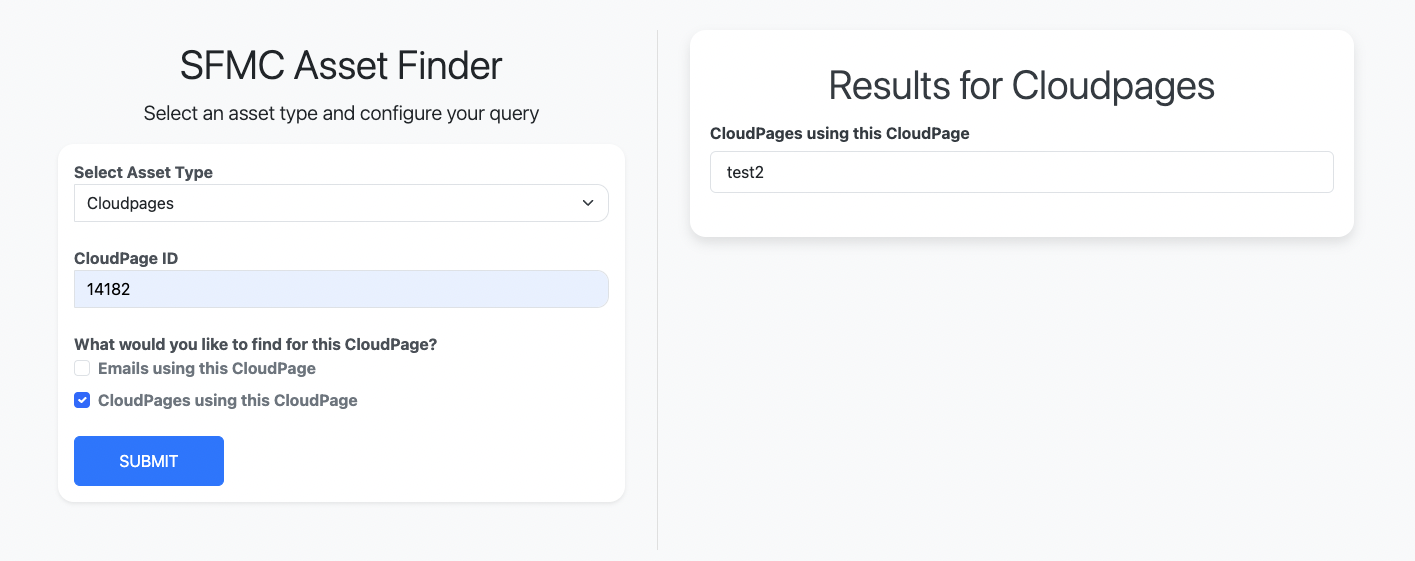 SFMC Asset Finder
Select an asset type and configure your query
Select Asset Type
Cloudpages
CloudPage ID
14182
What would you like to find for this CloudPage?
Emails using this CloudPage
CloudPages using this CloudPage
SUBMIT
Results for Cloudpages
CloudPages using this CloudPage
test2